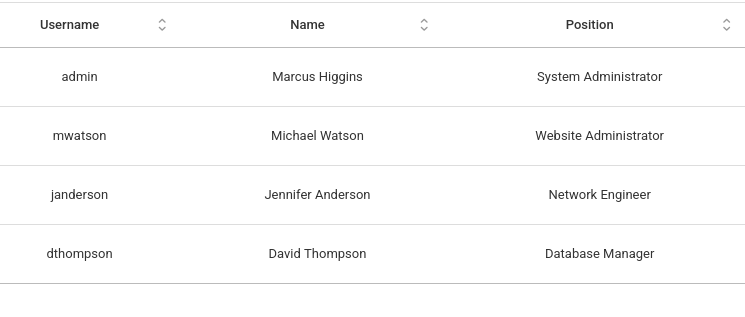 Username Name Position
admin Marcus Higgins System Administrator
mwatson Michael Watson Website Administrator
janderson Jennifer Anderson Network Engineer
dthompson David Thompson Database Manager